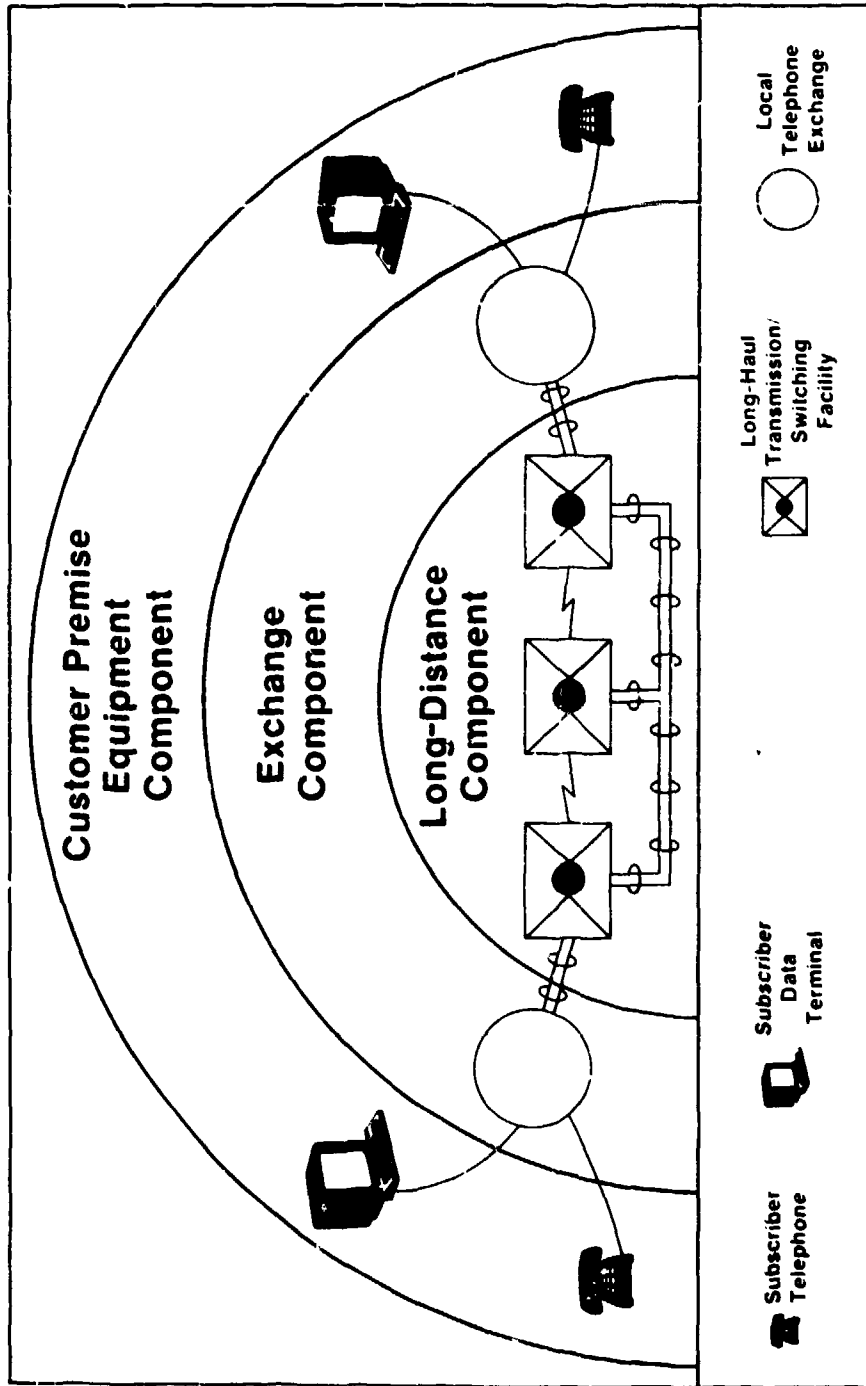 Customer Premise
Equipment
Component
Exchange
Component
Long-Distance
Component
Subscriber
Telephone
Subscriber
Data
Terminal
Long-Haul
Transmission/
Switching
Facility
Local
Telephone
Exchange